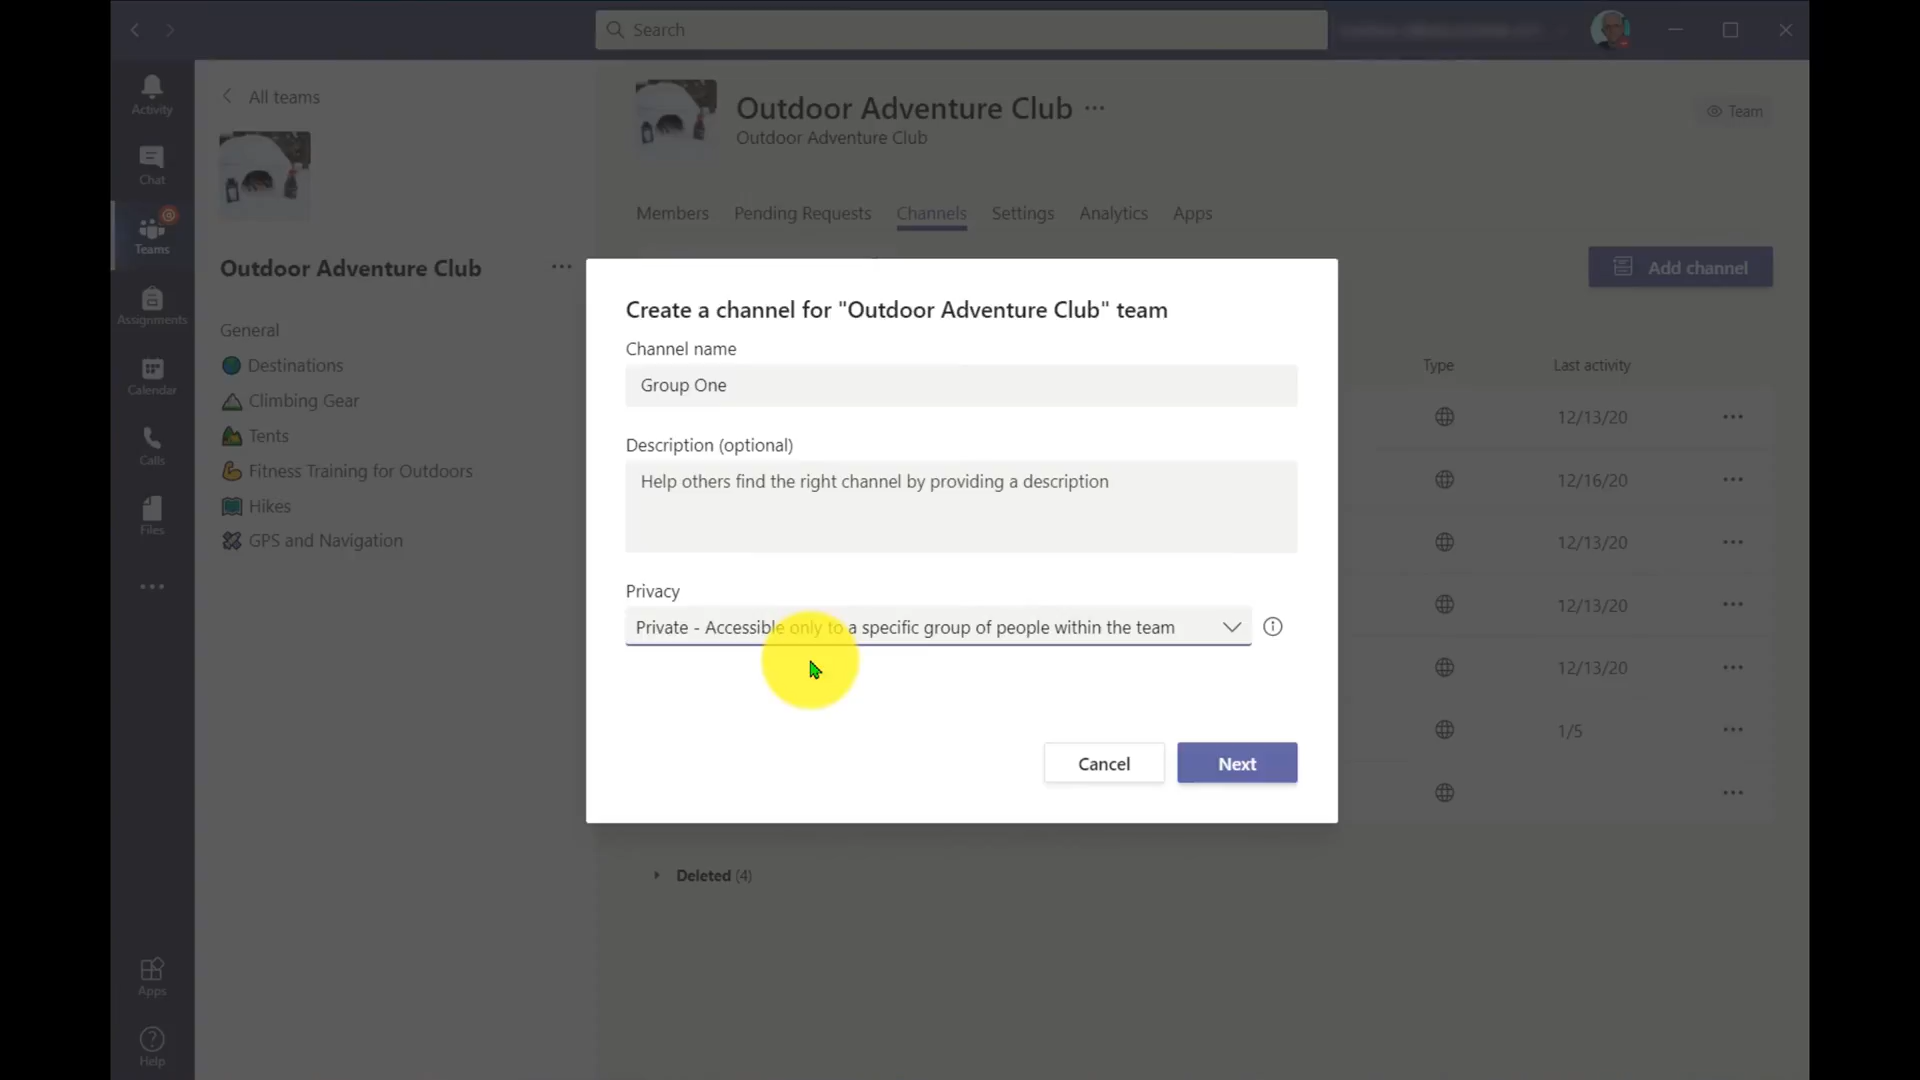 Search
Activity
Chat
Teams
Assignments
Calendar
Calls
Files
Apps
Help
All teams
Outdoor Adventure Club
General
Destinations
Climbing Gear
Tents
Fitness Training for Outdoors
Hikes
GPS and Navigation
Outdoor Adventure Club
Outdoor Adventure Club
Team
Members Pending Requests Channels Settings Analytics Apps
Add channel
Type Last activity
12/13/20
12/16/20
12/13/20
12/13/20
12/13/20
1/5
Create a channel for "Outdoor Adventure Club" team
Channel name
Group One
Description (optional)
Help others find the right channel by providing a description
Privacy
Private - Accessible only to a specific group of people within the team
Cancel Next
Deleted (4)